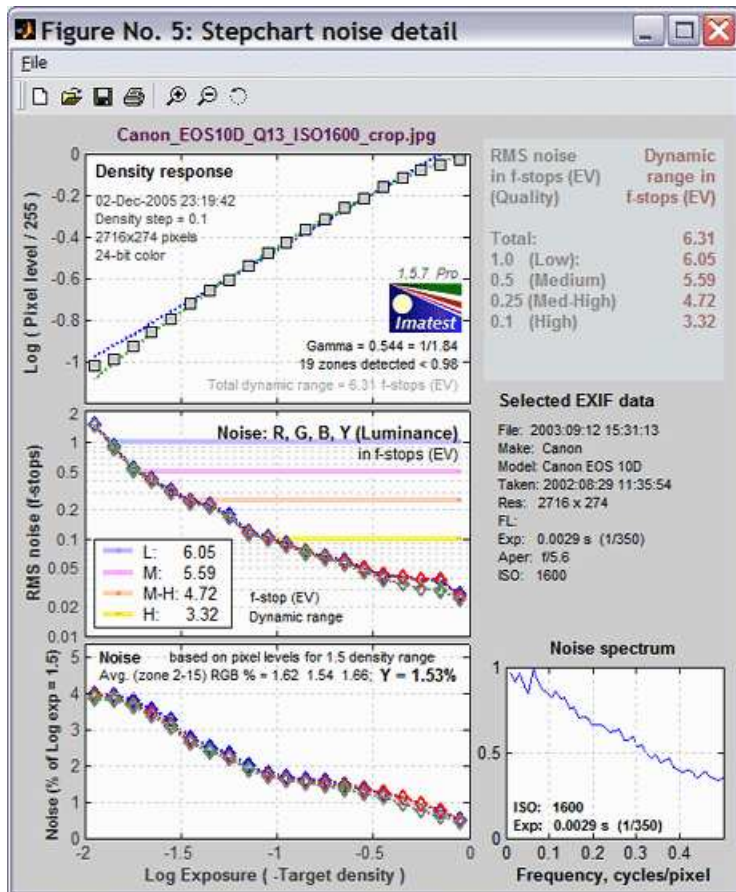 Figure No. 5: Stepchart noise detail
File
Canon_EOS10D_Q13_ISO1600_crop.jpg
Log ( Pixel level / 255 )
0
-0.2
-0.4
-0.6
-0.8
-1
Density response
02-Dec-2005 23:19:42
Density step = 0.1
2716x274 pixels
24-bit color
1.5.7 Pro
Imatest
Gamma = 0.544 = 1/1.84
19 zones detected < 0.98
Total dynamic range = 6.31 f-stops (EV)
RMS noise Dynamic
in f-stops (EV) range in
(Quality) f-stops (EV)
Total: 6.31
1.0 (Low): 6.05
0.5 (Medium) 5.59
0.25 (Med-High) 4.72
0.1 (High) 3.32
RMS noise (f-stops)
2
1
0.5
0.2
0.1
0.05
0.02
0.01
Noise: R, G, B, Y (Luminance)
in f-stops (EV)
L: 6.05
M: 5.59
M-H: 4.72
H: 3.32
f-stop (EV)
Dynamic range
Selected EXIF data
File: 2003:09:12 15:31:13
Make: Canon
Model: Canon EOS 10D
Taken: 2002:08:29 11:35:54
Res: 2716 x 274
FL:
Exp: 0.0029 s (1/350)
Aper: f/5.6
ISO: 1600
Noise (% of Log exp = 1.5)
5
4
3
2
1
0
Noise based on pixel levels for 1.5 density range
Avg. (zone 2-15) RGB % = 1.62 1.54 1.66; Y = 1.53%
-2 -1.5 -1 -0.5 0
Log Exposure ( -Target density )
Noise spectrum
1
0.5
0
ISO: 1600
Exp: 0.0029 s (1/350)
0 0.1 0.2 0.3 0.4
Frequency, cycles/pixel